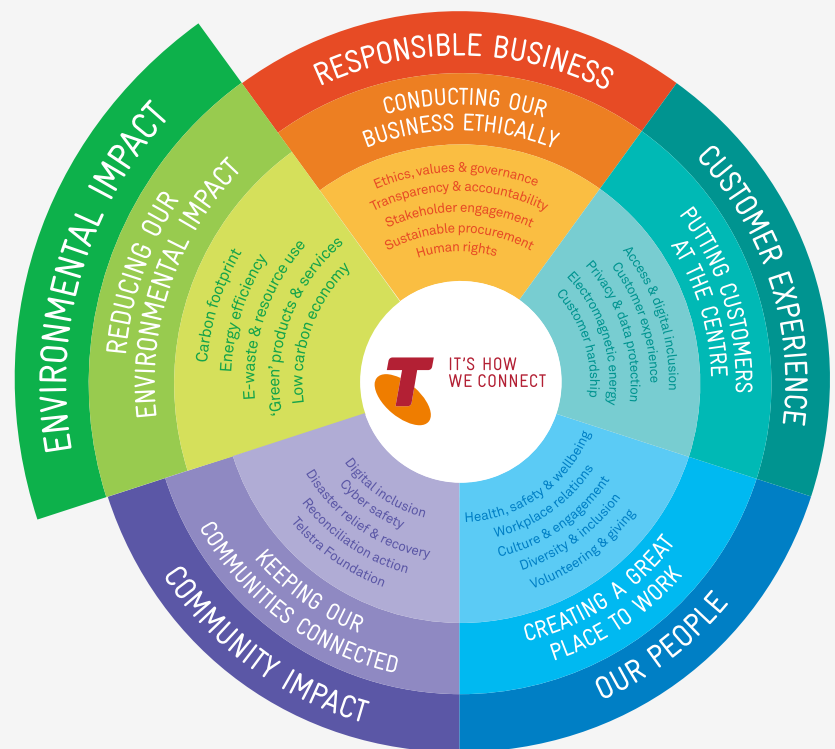 RESPONSIBLE BUSINESS
CONDUCTING OUR
BUSINESS ETHICALLY
Ethics, values & governance
Transparency & accountability
Stakeholder engagement
Sustainable procurement
Human rights
CUSTOMER EXPERIENCE
PUTTING CUSTOMERS
AT THE CENTRE
Access & digital inclusion
Customer experience
Privacy & data protection
Electromagnetic energy
Customer hardship
OUR PEOPLE
CREATING A GREAT
PLACE TO WORK
Health, safety & wellbeing
Workplace relations
Culture & engagement
Diversity & inclusion
Volunteering & giving
COMMUNITY IMPACT
KEEPING OUR
COMMUNITIES CONNECTED
Digital inclusion
Cyber safety
Disaster relief & recovery
Reconciliation action
Telstra Foundation
ENVIRONMENTAL IMPACT
REDUCING OUR
ENVIRONMENTAL IMPACT
Carbon footprint
Energy efficiency
E-waste & resource use
'Green' products & services
Low carbon economy
T
IT'S HOW
WE CONNECT